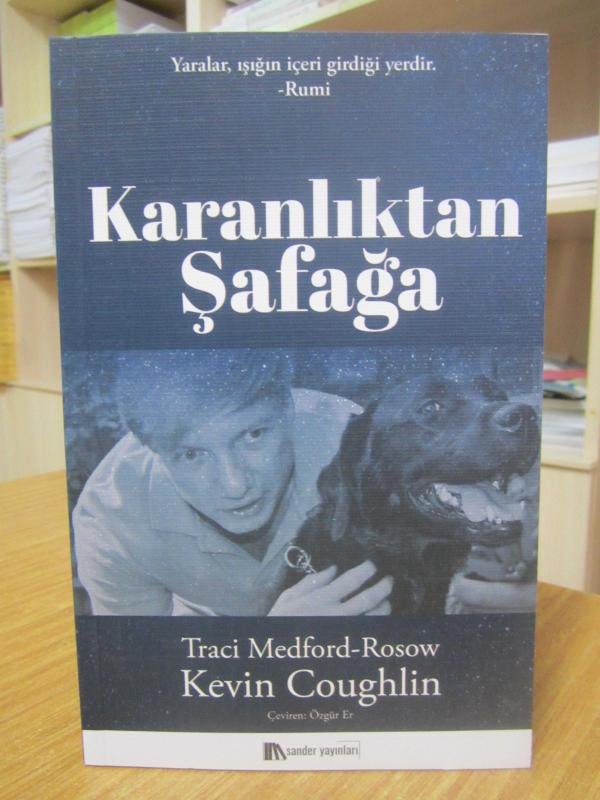 Yaralar, ışığın içeri girdiği yerdir.
-Rumi
Karanlıktan
Şafağa
Traci Medford-Rosow
Kevin Coughlin
Çeviren: Özgür Er
sander yayınları